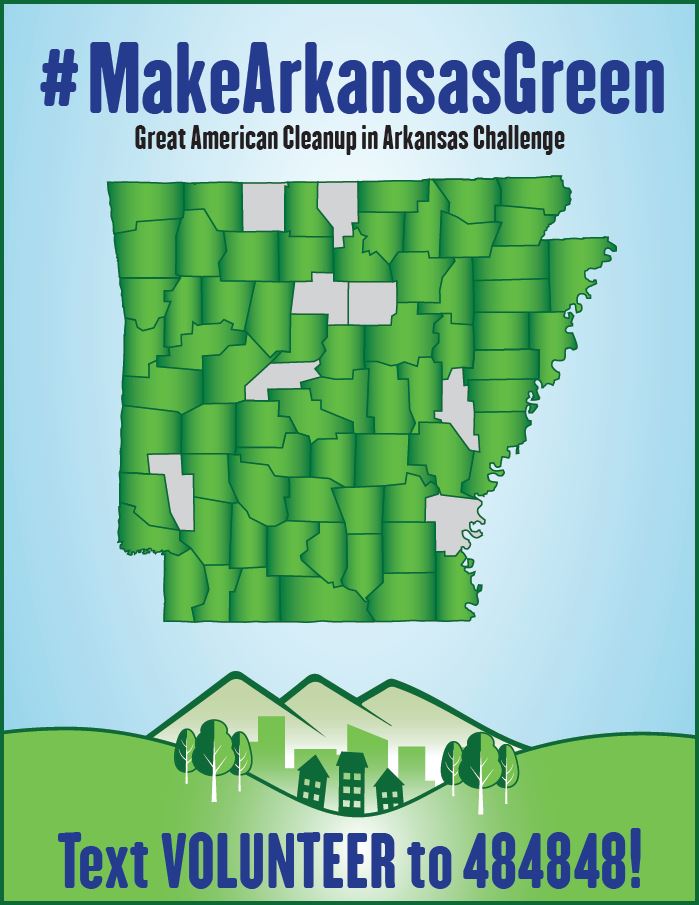 #MakeArkansasGreen
Great American Cleanup in Arkansas Challenge
Text VOLUNTEER to 484848!